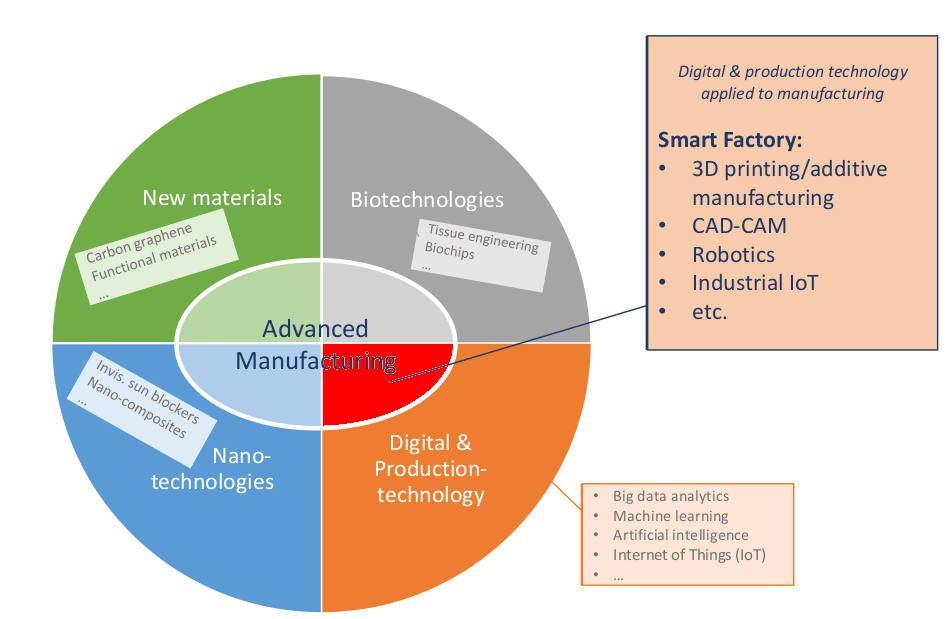 Digital & production technology
applied to manufacturing
Smart Factory:
• 3D printing/additive
manufacturing
• CAD-CAM
• Robotics
• Industrial IoT
• etc.
New materials
Carbon graphene
Functional materials
...
Biotechnologies
Tissue engineering
Biochips
...
Advanced
Manufacturing
Invis. sun blockers
Nano-composites
...
Nano-
technologies
Digital &
Production-
technology
• Big data analytics
• Machine learning
• Artificial intelligence
• Internet of Things (IoT)
• ...